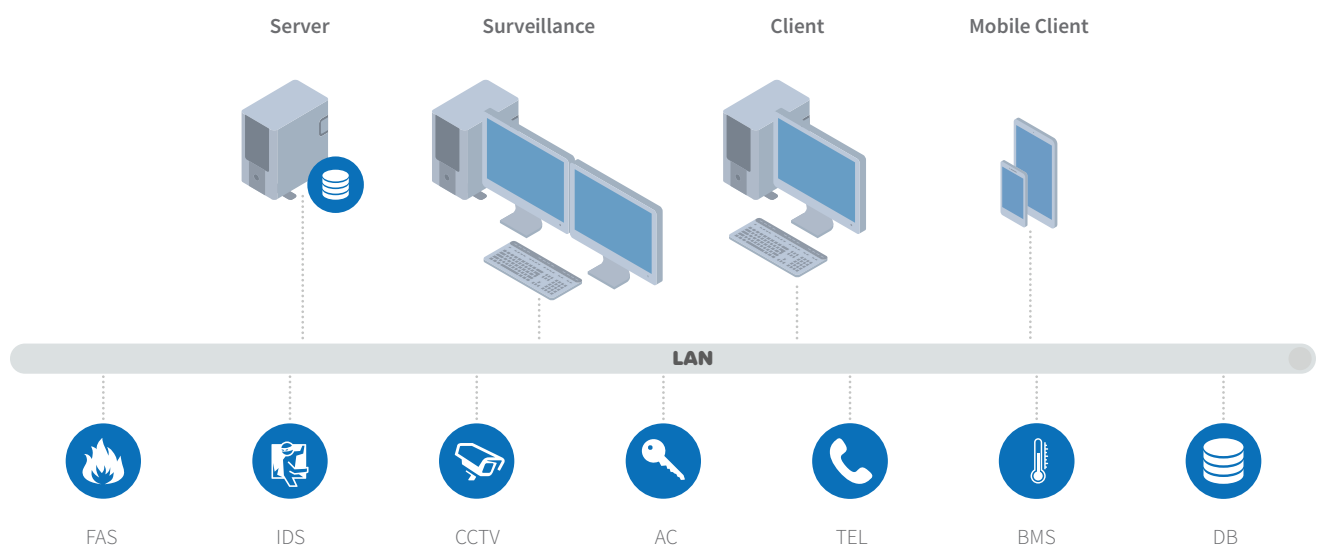 Server
Surveillance
Client
Mobile Client
LAN
FAS
IDS
CCTV
AC
TEL
BMS
DB